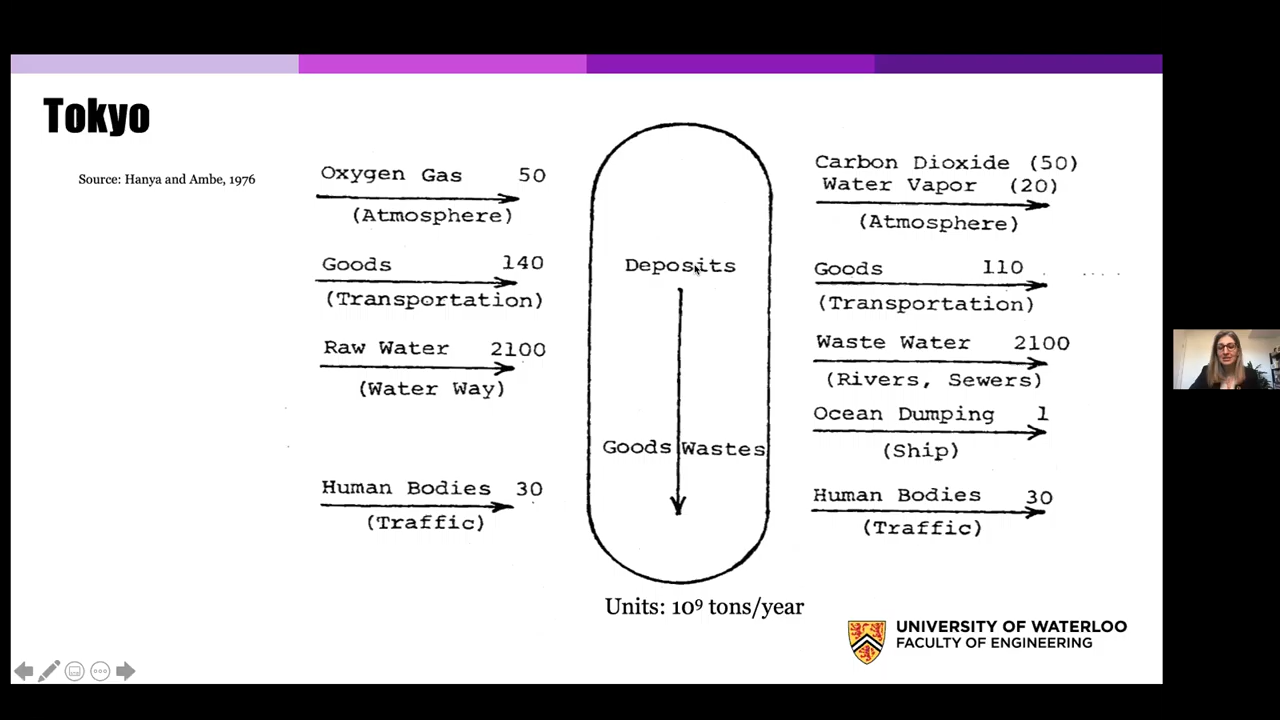 Tokyo
Source: Hanya and Ambe, 1976
Oxygen Gas 50
(Atmosphere)
Goods 140
(Transportation)
Raw Water 2100
(Water Way)
Human Bodies 30
(Traffic)
Deposits
Goods Wastes
Units: 10⁹ tons/year
Carbon Dioxide (50)
Water Vapor (20)
(Atmosphere)
Goods 110
(Transportation)
Waste Water 2100
(Rivers, Sewers)
Ocean Dumping 1
(Ship)
Human Bodies 30
(Traffic)
UNIVERSITY OF WATERLOO
FACULTY OF ENGINEERING